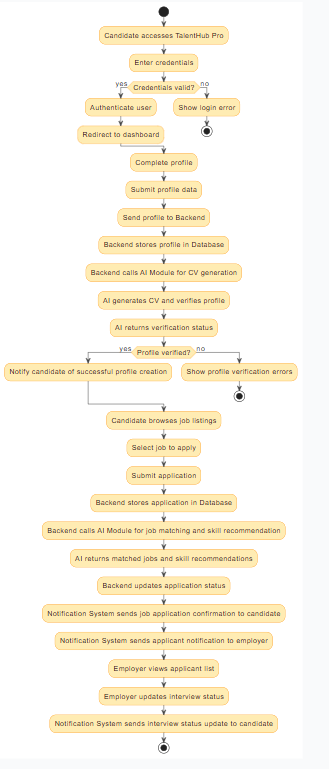 Candidate accesses TalentHub Pro
Enter credentials
yes
Credentials valid?
no
Authenticate user
Show login error
Redirect to dashboard
Complete profile
Submit profile data
Send profile to Backend
Backend stores profile in Database
Backend calls AI Module for CV generation
AI generates CV and verifies profile
AI returns verification status
yes
Profile verified?
no
Notify candidate of successful profile creation
Show profile verification errors
Candidate browses job listings
Select job to apply
Submit application
Backend stores application in Database
Backend calls AI Module for job matching and skill recommendation
AI returns matched jobs and skill recommendations
Backend updates application status
Notification System sends job application confirmation to candidate
Notification System sends applicant notification to employer
Employer views applicant list
Employer updates interview status
Notification System sends interview status update to candidate